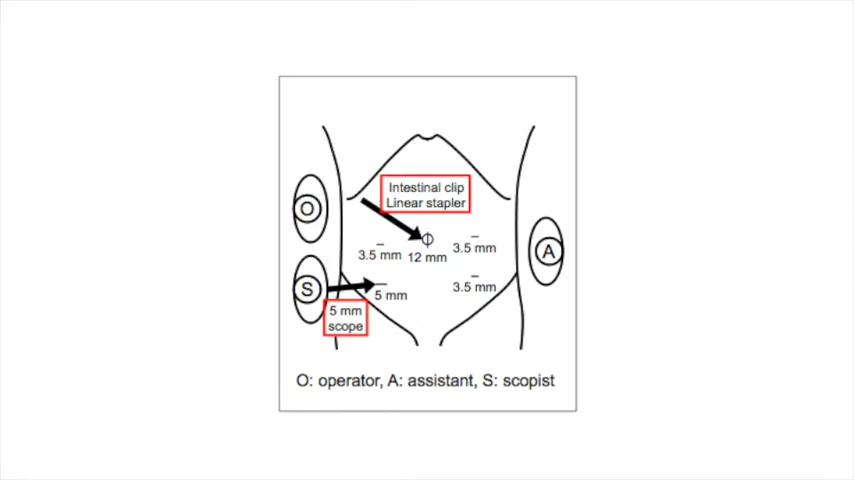 Intestinal clip
Linear stapler
O
3.5 mm
12 mm
3.5 mm
A
S
5 mm
3.5 mm
5 mm
scope
O: operator, A: assistant, S: scopist